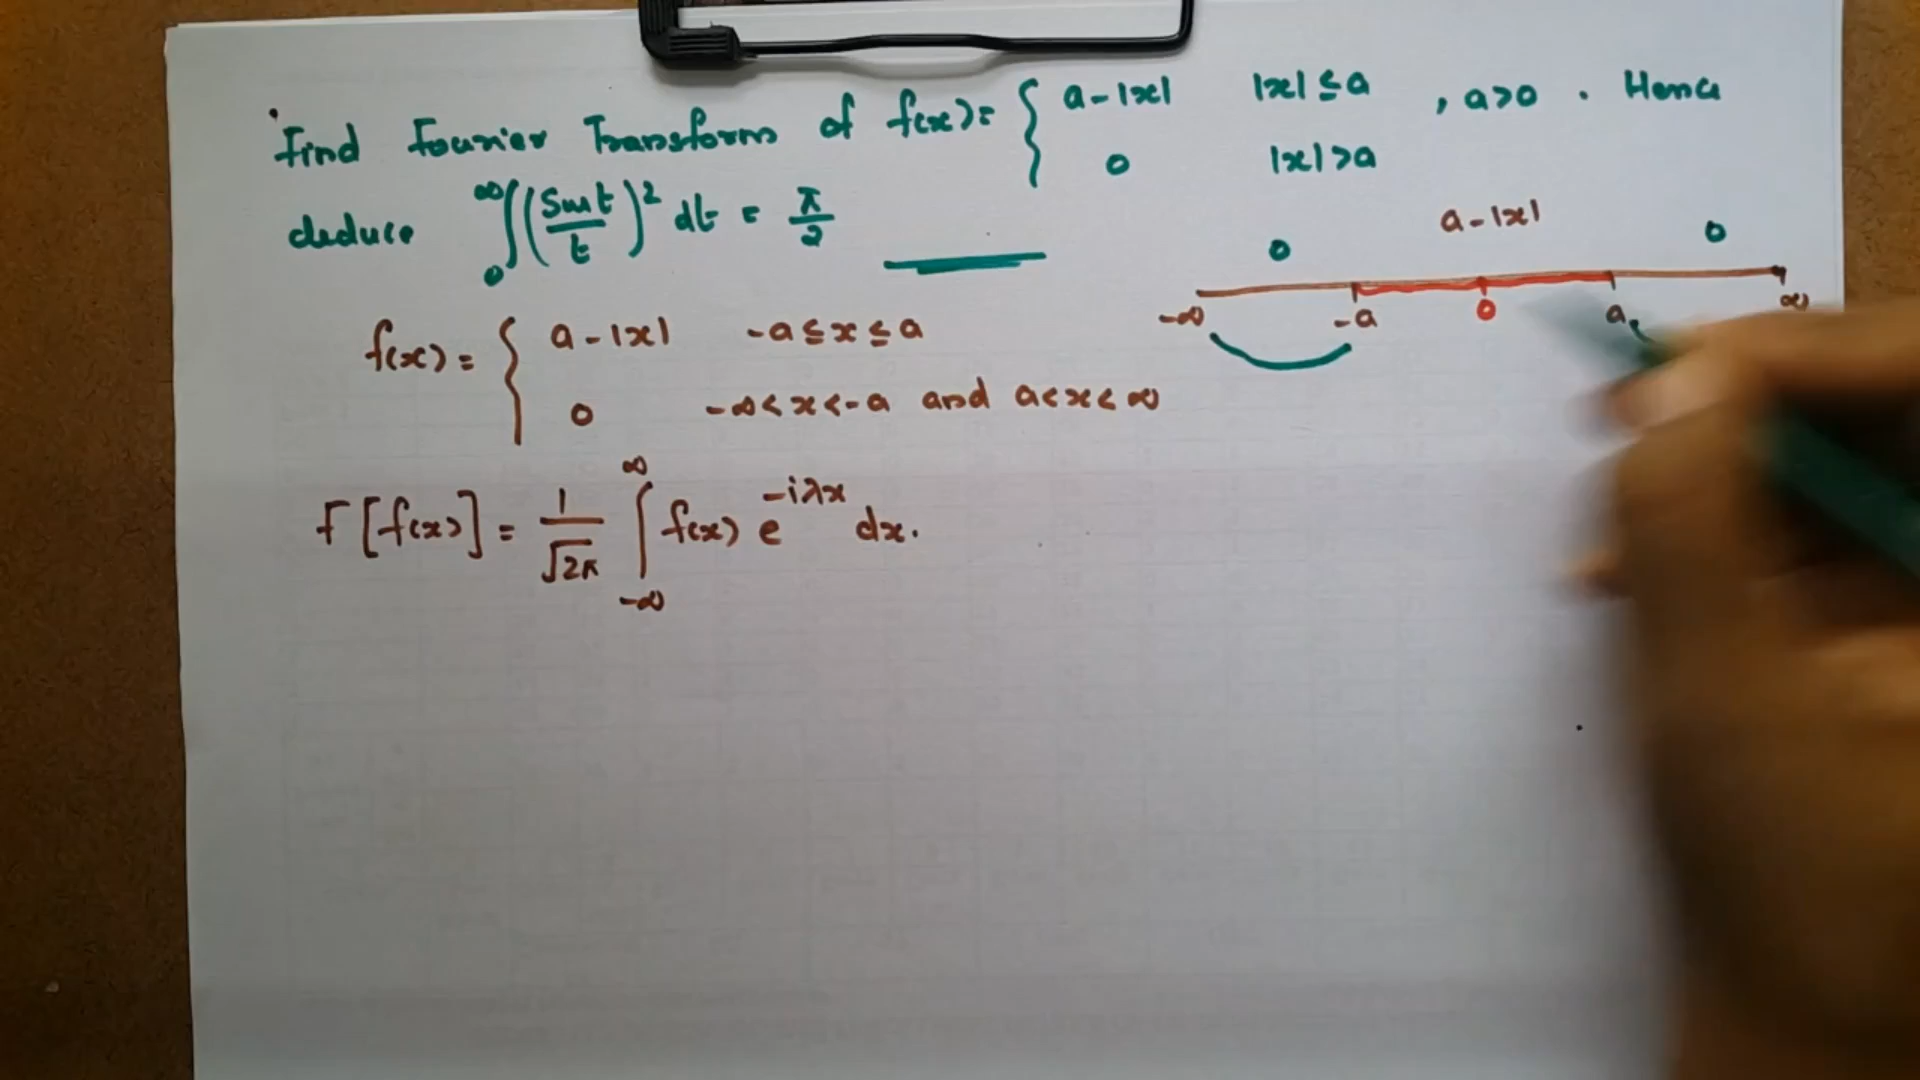 Find Fourier Transform of f(x) = { a-|x| |x| ≤ a , a>0 . Hence
0 |x| > a
deduce ∫₀^∞ (Sint/t)² dt = π/2
a-|x|
0 0
-∞ -a 0 a ∞
f(x) = { a-|x| -a ≤ x ≤ a
0 -∞<x<-a and a<x<∞
F[f(x)] = 1/√2π ∫_{-∞}^{∞} f(x) e^{-iλx} dx.